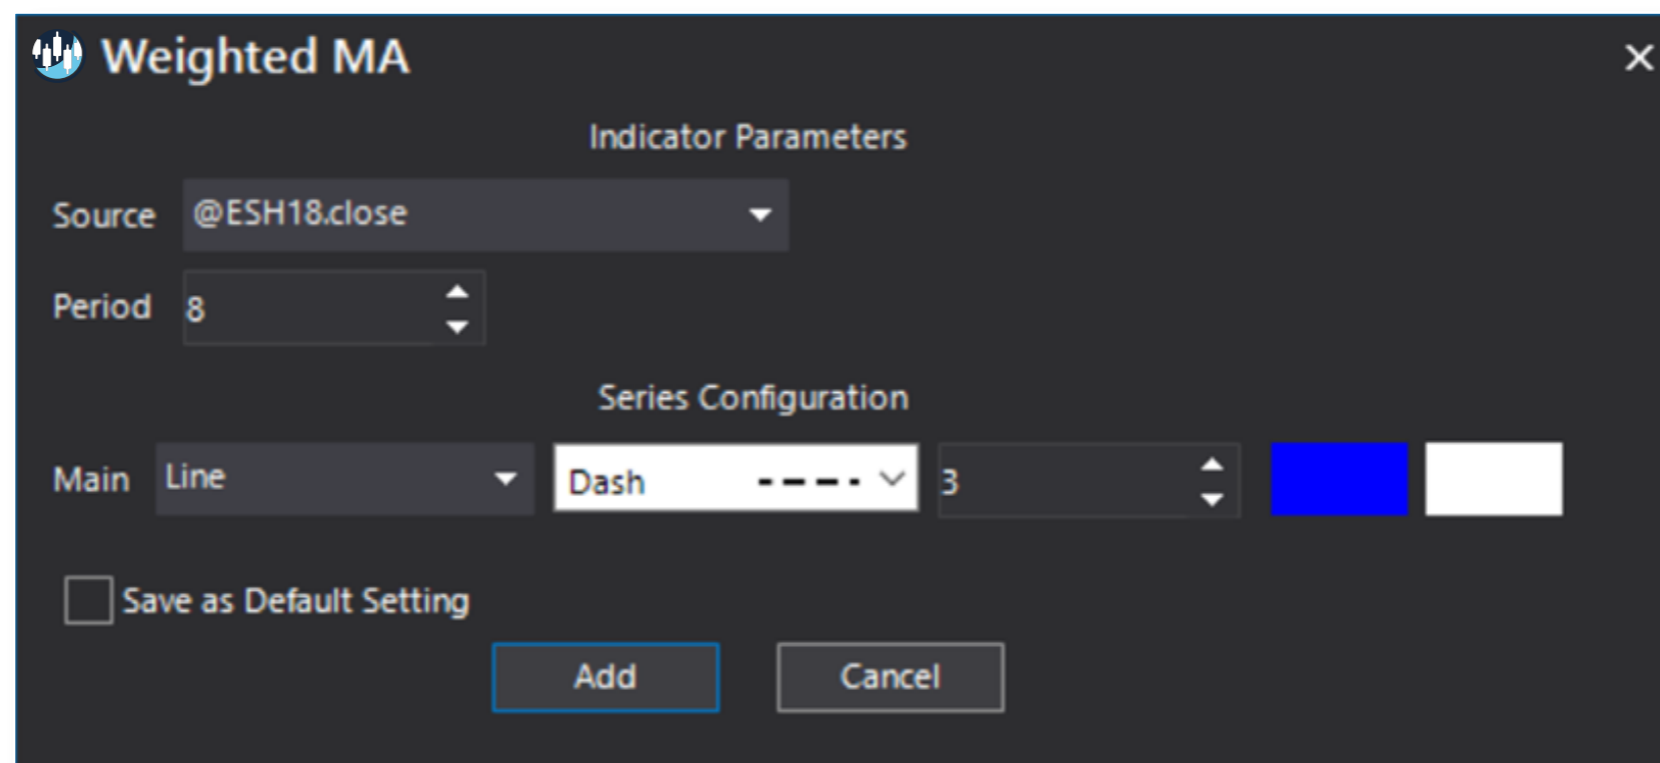 Weighted MA
Indicator Parameters
Source @ESH18.close
Period 8
Series Configuration
Main Line Dash 3
Save as Default Setting
Add Cancel